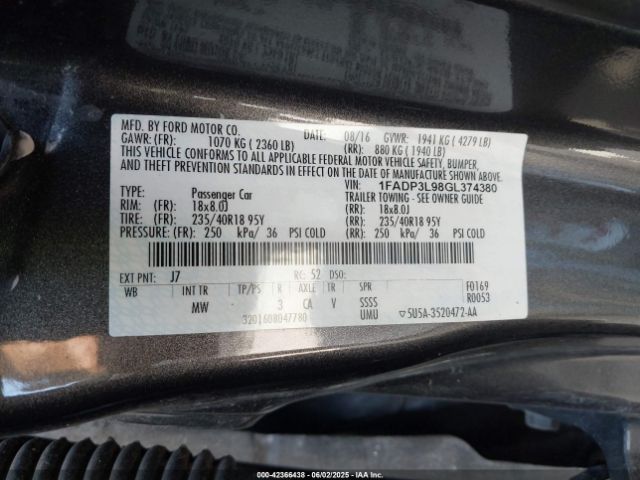 MFD. BY FORD MOTOR CO.
DATE: 08/16 GVWR: 1941 KG ( 4279 LB)
GAWR: (FR): 1070 KG ( 2360 LB) (RR): 880 KG ( 1940 LB)
THIS VEHICLE CONFORMS TO ALL APPLICABLE FEDERAL MOTOR VEHICLE SAFETY, BUMPER,
AND THEFT PREVENTION STANDARDS IN EFFECT ON THE DATE OF MANUFACTURE SHOWN ABOVE.
VIN: 1FADP3L98GL374380
TYPE: Passenger Car TRAILER TOWING - SEE OWNER GUIDE
RIM: (FR): 18x8.0J (RR): 18x8.0J
TIRE: (FR): 235/40R18 95Y (RR): 235/40R18 95Y
PRESSURE: (FR): 250 kPa/ 36 PSI COLD (RR): 250 kPa/ 36 PSI COLD
EXT PNT: J7 RC: 52 DSO: F0169
WB INT TR TP/PS R AXLE TR SPR R0053
MW 3 CA V SSSS
3201608047780 UMU ▽5U5A-3520472-AA
000-42366438 - 06/02/2025 - IAAI.COM